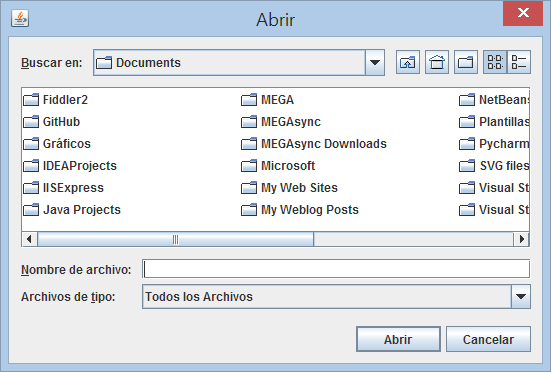 Abrir
Buscar en: Documents
Fiddler2 MEGA NetBeans
GitHub MEGAsync Plantillas
Gráficos MEGAsync Downloads Pycharm
IDEAProjects Microsoft SVG files
IISExpress My Web Sites Visual St
Java Projects My Weblog Posts Visual St
Nombre de archivo:
Archivos de tipo: Todos los Archivos
Abrir Cancelar